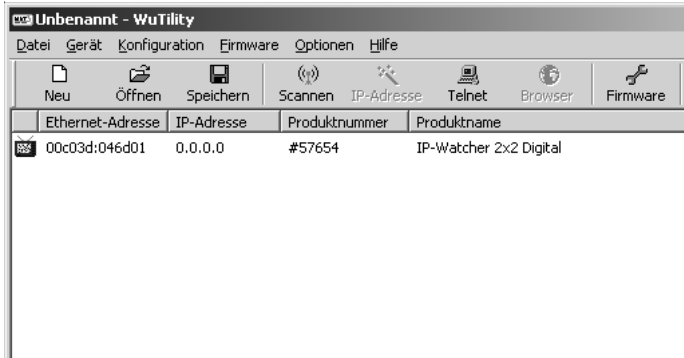 Unbenannt - WuTility
Datei Gerät Konfiguration Firmware Optionen Hilfe
Neu Öffnen Speichern Scannen IP-Adresse Telnet Browser Firmware
Ethernet-Adresse IP-Adresse Produktnummer Produktname
00c03d:046d01 0.0.0.0 #57654 IP-Watcher 2x2 Digital